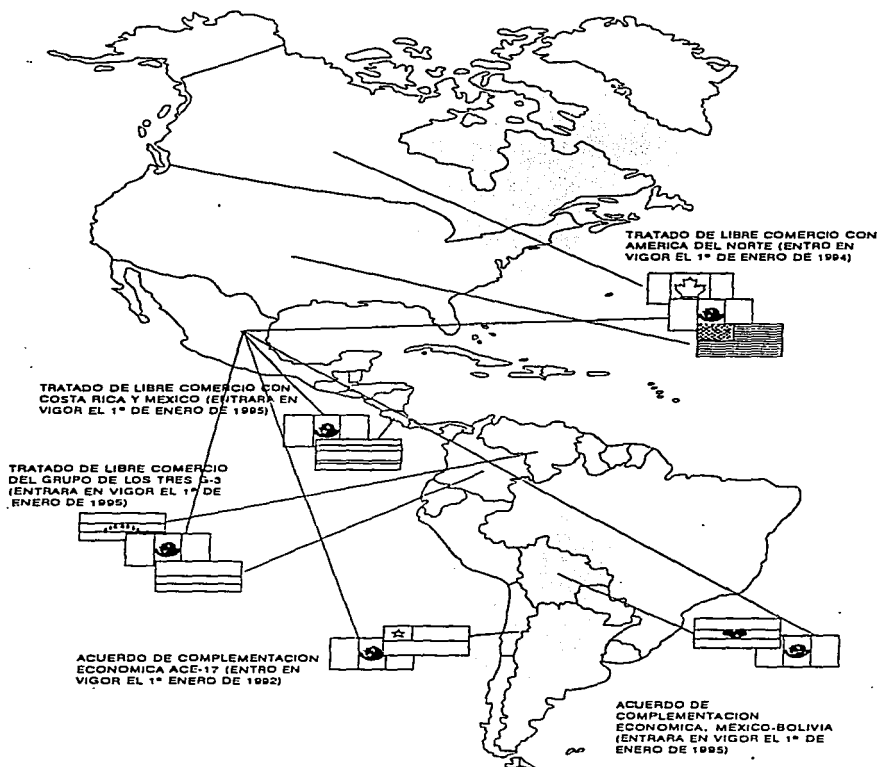 TRATADO DE LIBRE COMERCIO CON
AMERICA DEL NORTE (ENTRO EN
VIGOR EL 1º DE ENERO DE 1994)
TRATADO DE LIBRE COMERCIO CON
COSTA RICA Y MEXICO (ENTRARA EN
VIGOR EL 1º DE ENERO DE 1995)
TRATADO DE LIBRE COMERCIO
DEL GRUPO DE LOS TRES G-3
(ENTRARA EN VIGOR EL 1º DE
ENERO DE 1995)
ACUERDO DE COMPLEMENTACION
ECONOMICA ACE-17 (ENTRO EN
VIGOR EL 1º ENERO DE 1992)
ACUERDO DE
COMPLEMENTACION
ECONOMICA, MEXICO-BOLIVIA
(ENTRARA EN VIGOR EL 1º DE
ENERO DE 1995)